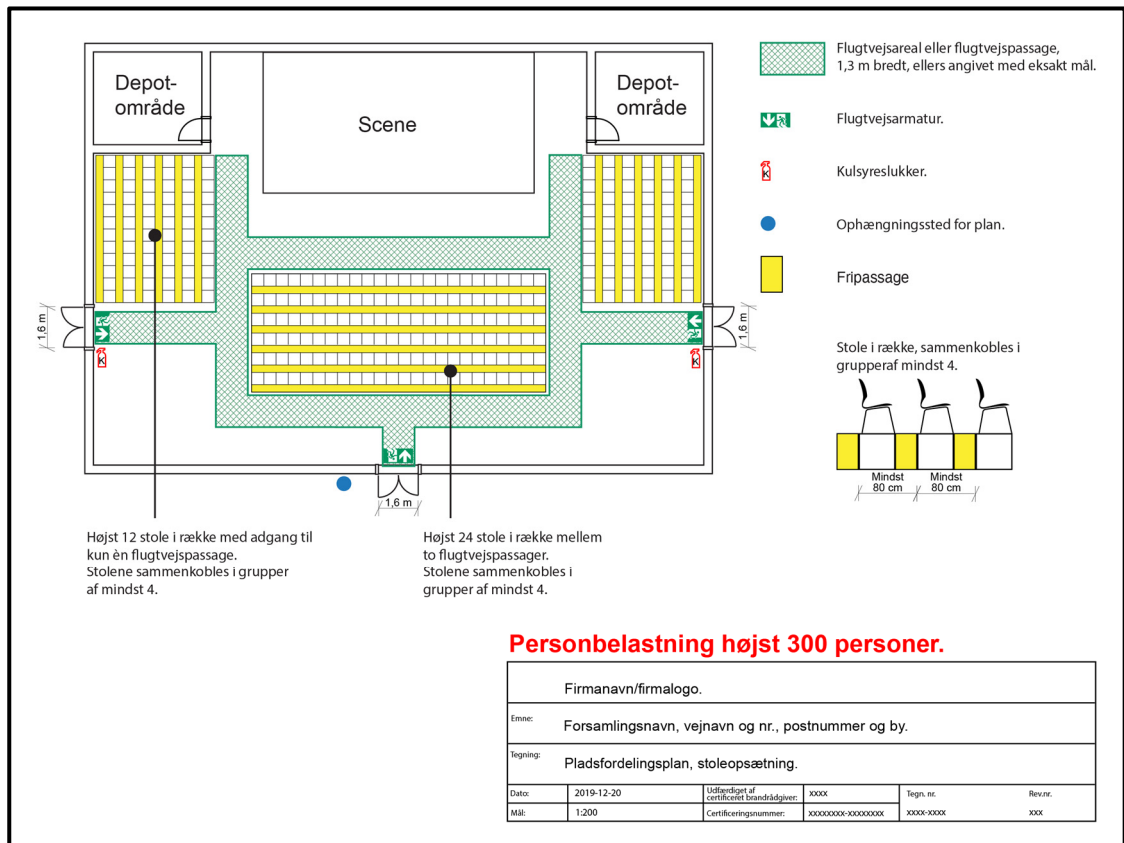 Depot-
område
Scene
Depot-
område
1,6 m
1,6 m
K
K
1,6 m
Højst 12 stole i række med adgang til
kun èn flugtvejspassage.
Stolene sammenkobles i grupper
af mindst 4.
Højst 24 stole i række mellem
to flugtvejspassager.
Stolene sammenkobles i
grupper af mindst 4.
Flugtvejsareal eller flugtvejspassage,
1,3 m bredt, ellers angivet med eksakt mål.
Flugtvejsarmatur.
K
Kulsyreslukker.
Ophængningssted for plan.
Fripassage
Stole i række, sammenkobles i
grupperaf mindst 4.
Mindst
80 cm
Mindst
80 cm
Personbelastning højst 300 personer.
Firmanavn/firmalogo.
Emne: Forsamlingsnavn, vejnavn og nr., postnummer og by.
Tegning: Pladsfordelingsplan, stoleopsætning.
Dato: 2019-12-20 Udfærdiget af certificeret brandrådgiver: xxxx Tegn. nr. Rev.nr.
Mål: 1:200 Certificeringsnummer: xxxxxxxx-xxxxxxxx xxxx-xxxx xxx